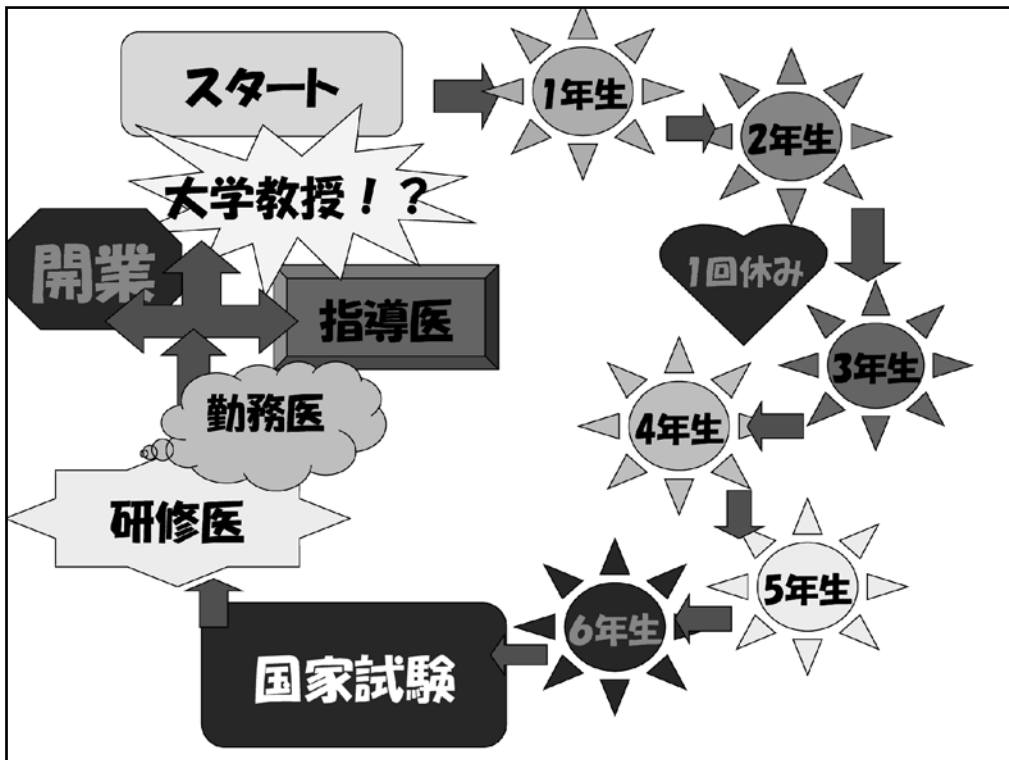 スタート
1年生
2年生
1回休み
3年生
4年生
5年生
6年生
国家試験
研修医
勤務医
指導医
開業
大学教授！？